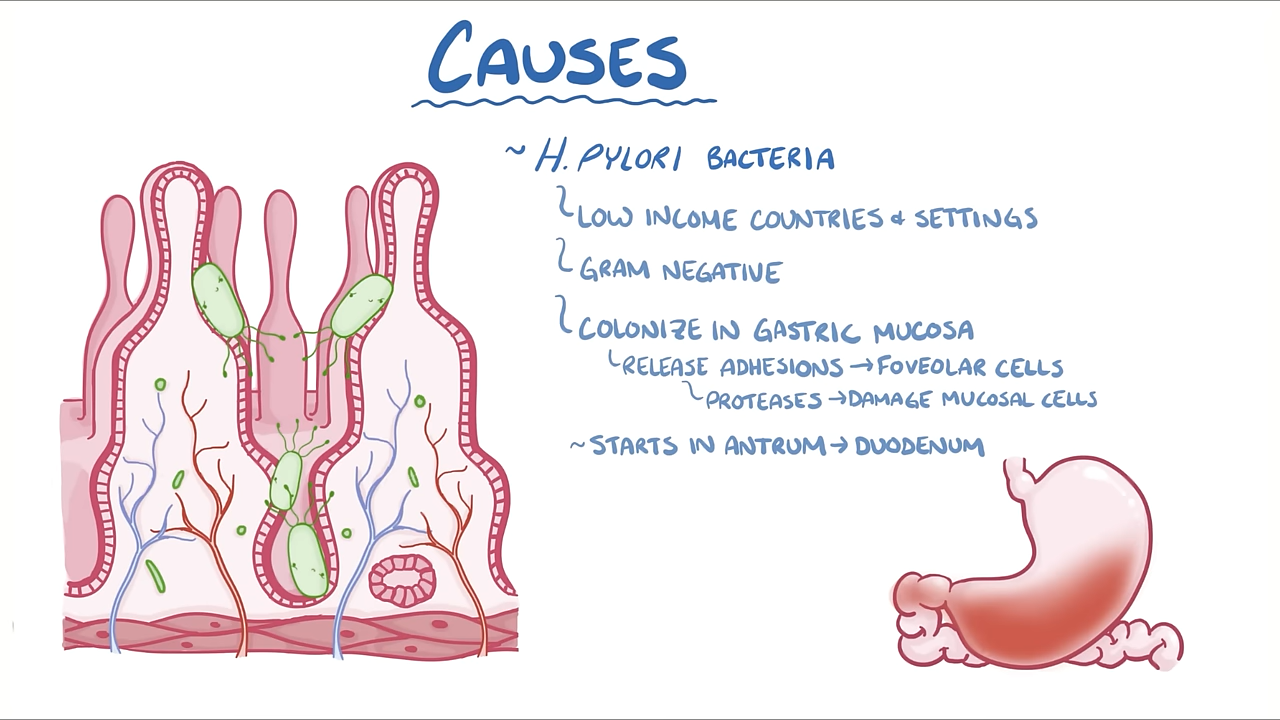 CAUSES
~ H. PYLORI BACTERIA
LOW INCOME COUNTRIES & SETTINGS
GRAM NEGATIVE
COLONIZE IN GASTRIC MUCOSA
RELEASE ADHESIONS → FOVEOLAR CELLS
PROTEASES → DAMAGE MUCOSAL CELLS
~ STARTS IN ANTRUM → DUODENUM